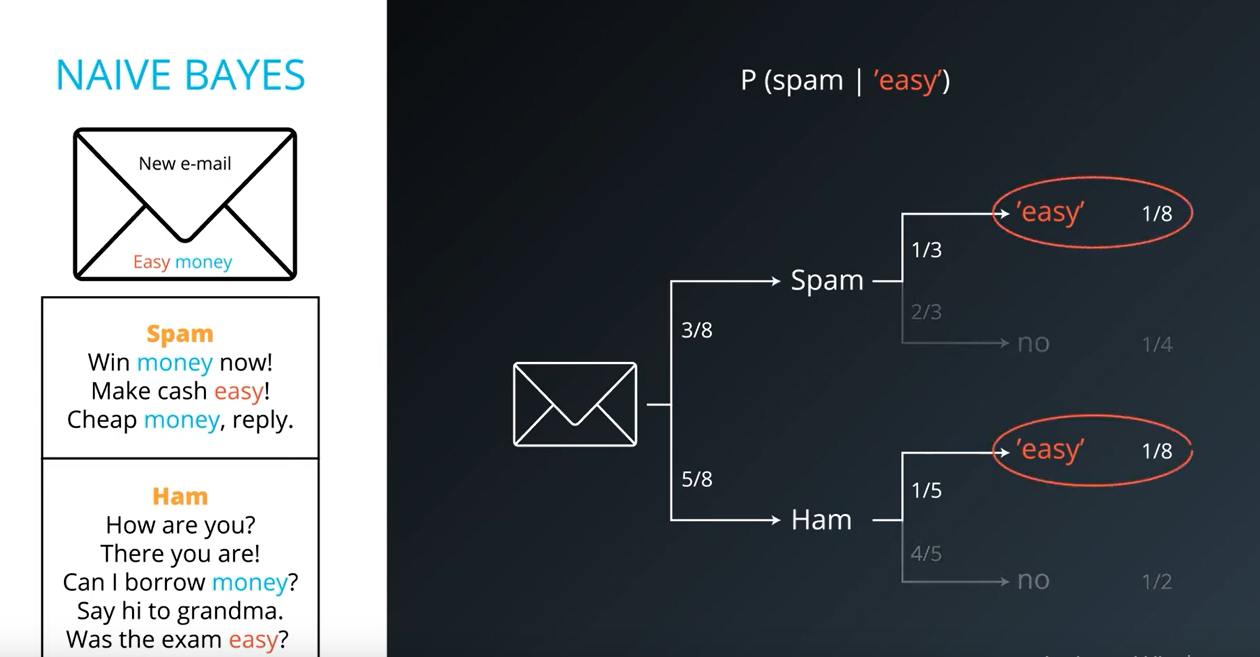 NAIVE BAYES
New e-mail
Easy money
Spam
Win money now!
Make cash easy!
Cheap money, reply.
Ham
How are you?
There you are!
Can I borrow money?
Say hi to grandma.
Was the exam easy?
P (spam | ’easy’)
’easy’ 1/8
1/3
Spam
2/3
3/8
no 1/4
’easy’ 1/8
5/8
1/5
Ham
4/5
no 1/2